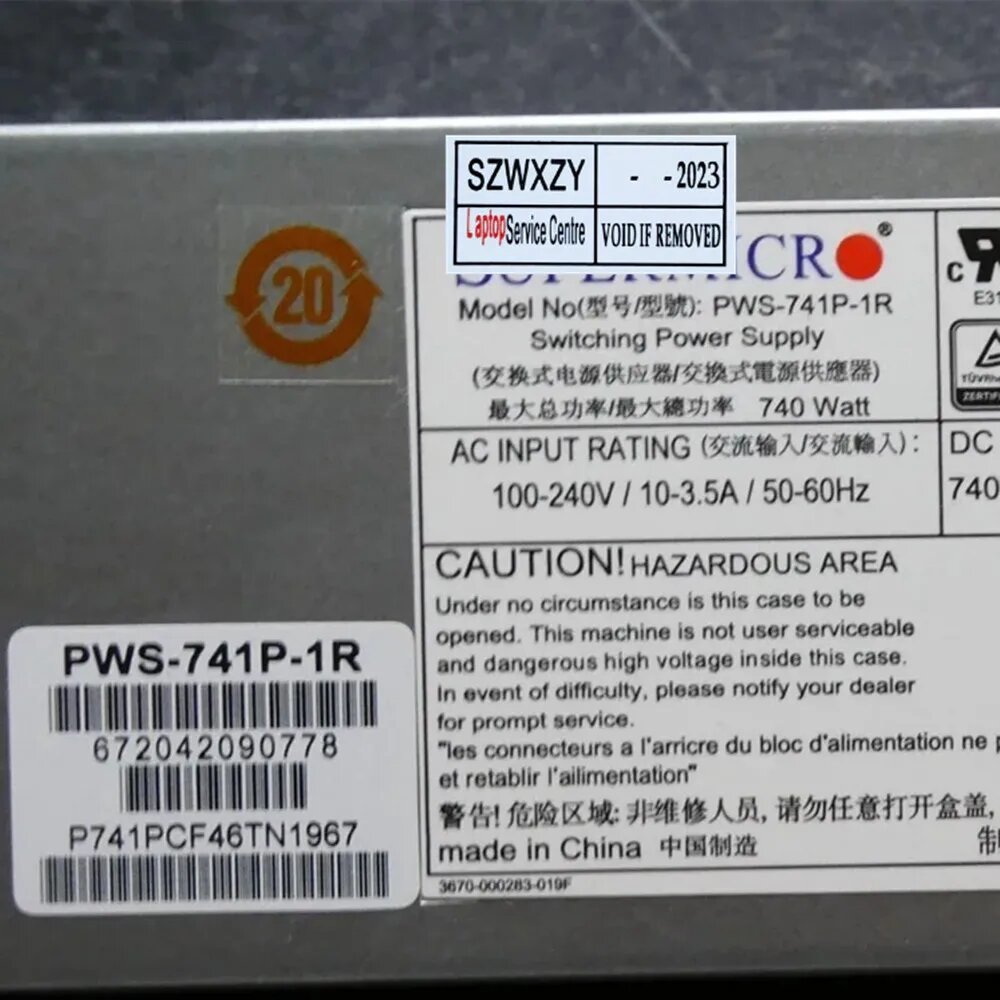 SZWXZY
- - 2023
Laptop Service Centre
VOID IF REMOVED
SUPERMICRO®
20
Model No(型号/型號): PWS-741P-1R
Switching Power Supply
(交换式电源供应器/交換式電源供應器)
最大总功率/最大總功率 740 Watt
AC INPUT RATING (交流输入/交流輸入):
100-240V / 10-3.5A / 50-60Hz
C
E31
TÜVRh
DC
740
CAUTION! HAZARDOUS AREA
Under no circumstance is this case to be
opened. This machine is not user serviceable
and dangerous high voltage inside this case.
In event of difficulty, please notify your dealer
for prompt service.
"les connecteurs a l'arricre du bloc d'alimentation ne p
et retablir l'ailimentation"
警告! 危险区域: 非维修人员, 请勿任意打开盒盖,
made in China 中国制造
制
3670-000283-019F
PWS-741P-1R
672042090778
P741PCF46TN1967